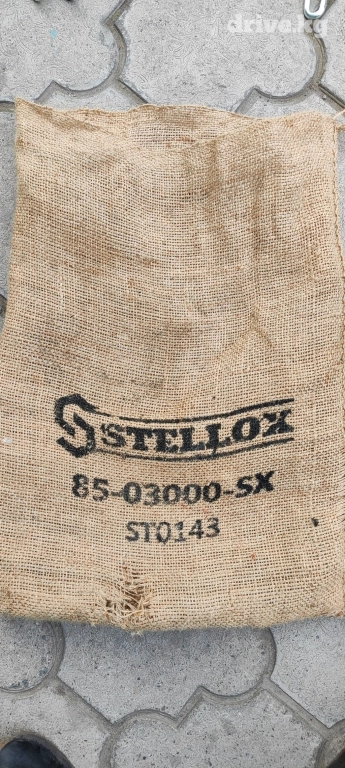 drive.kg
STELLOX
85-03000-SX
ST0143